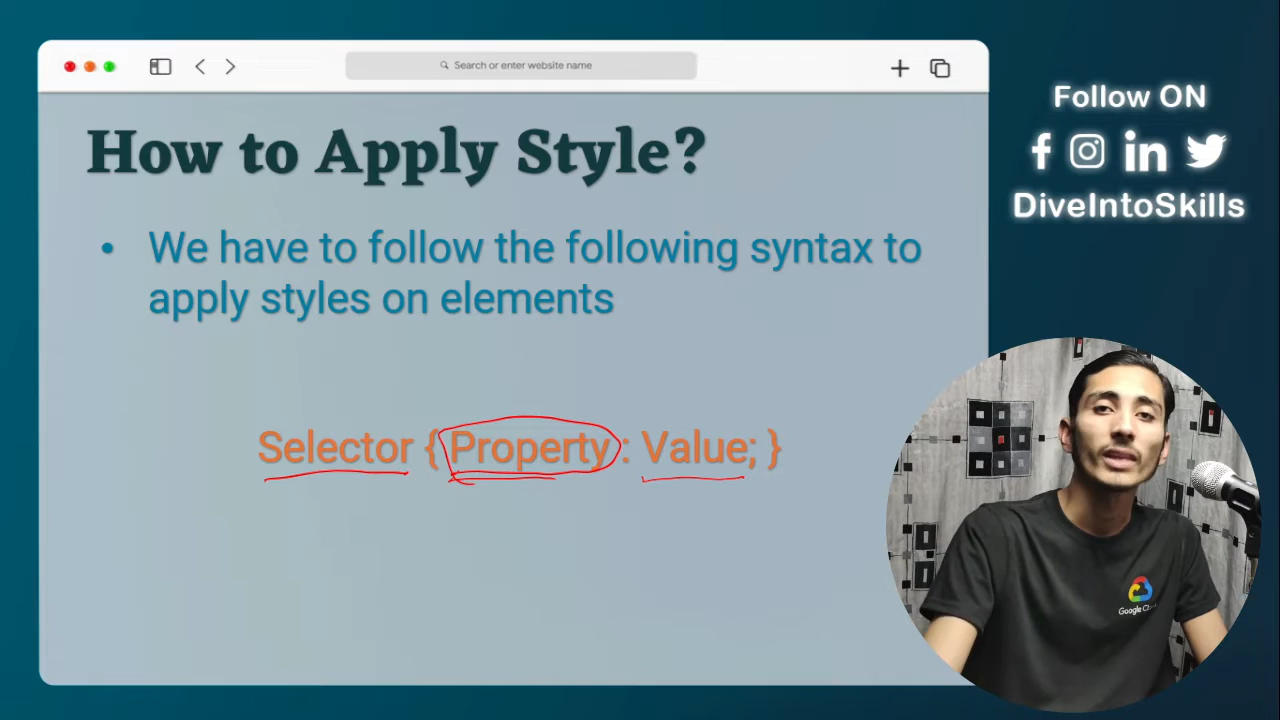 Search or enter website name
Follow ON
DiveIntoSkills
How to Apply Style?
• We have to follow the following syntax to
apply styles on elements
Selector { Property : Value; }
Google Cl